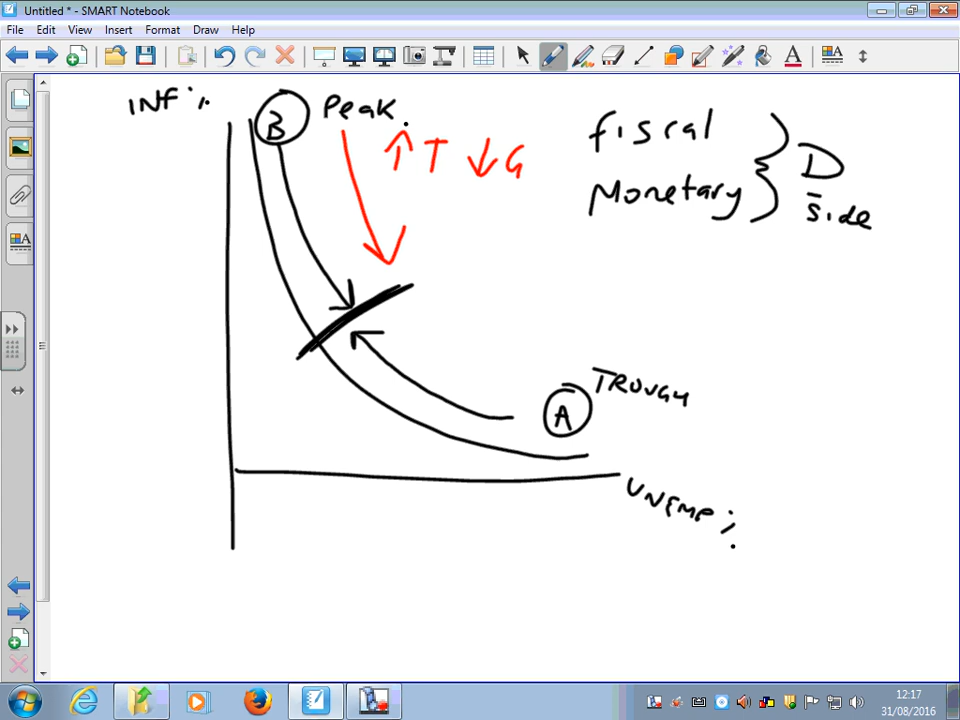 Untitled * - SMART Notebook
File Edit View Insert Format Draw Help
INF %
B Peak.
↑ T ↓ G
fiscal
Monetary
} D
side
A TROUGH
UNEMP %
12:17
31/08/2016